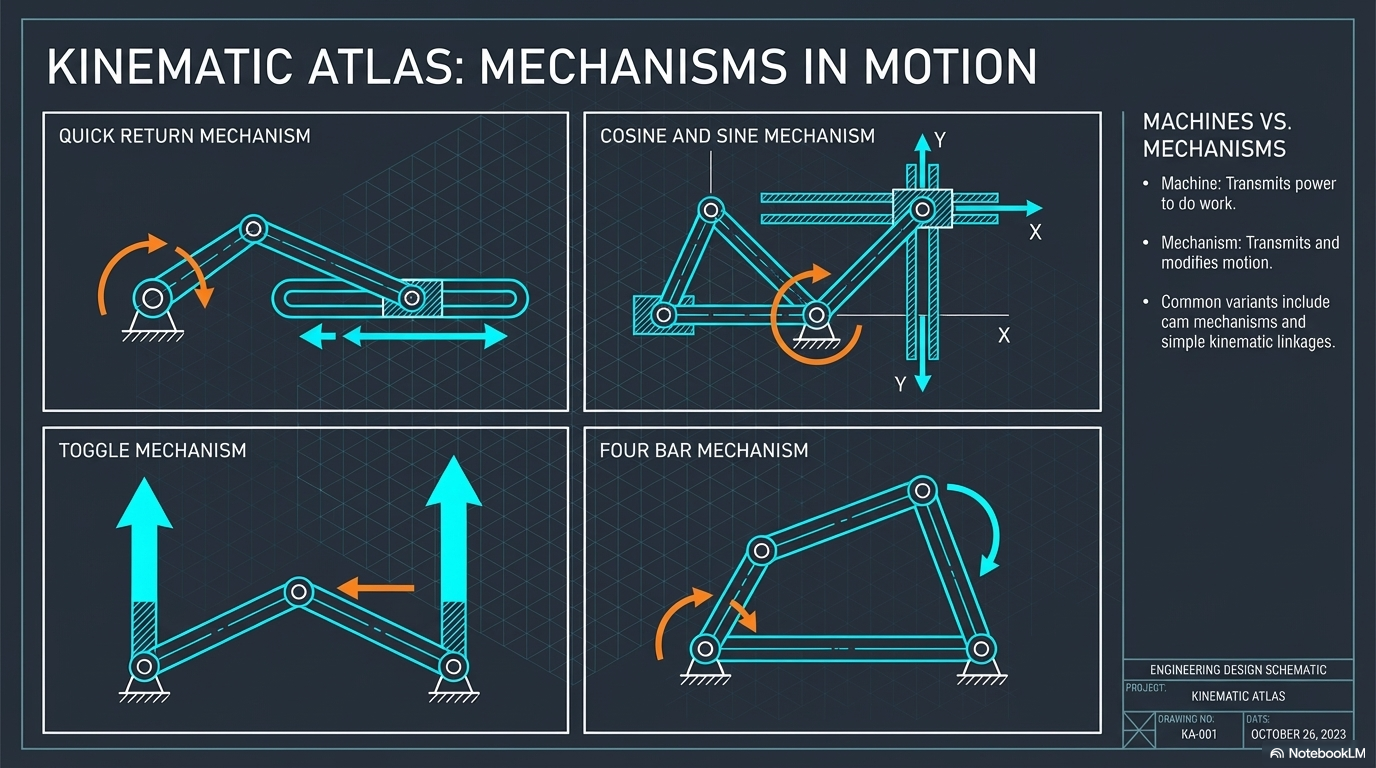 KINEMATIC ATLAS: MECHANISMS IN MOTION
QUICK RETURN MECHANISM
COSINE AND SINE MECHANISM
Y
X
X
Y
TOGGLE MECHANISM
FOUR BAR MECHANISM
MACHINES VS.
MECHANISMS
• Machine: Transmits power
to do work.
• Mechanism: Transmits and
modifies motion.
• Common variants include
cam mechanisms and
simple kinematic linkages.
ENGINEERING DESIGN SCHEMATIC
PROJECT:
KINEMATIC ATLAS
DRAWING NO.
KA-001
DATS:
OCTOBER 26, 2023
NotebookLM